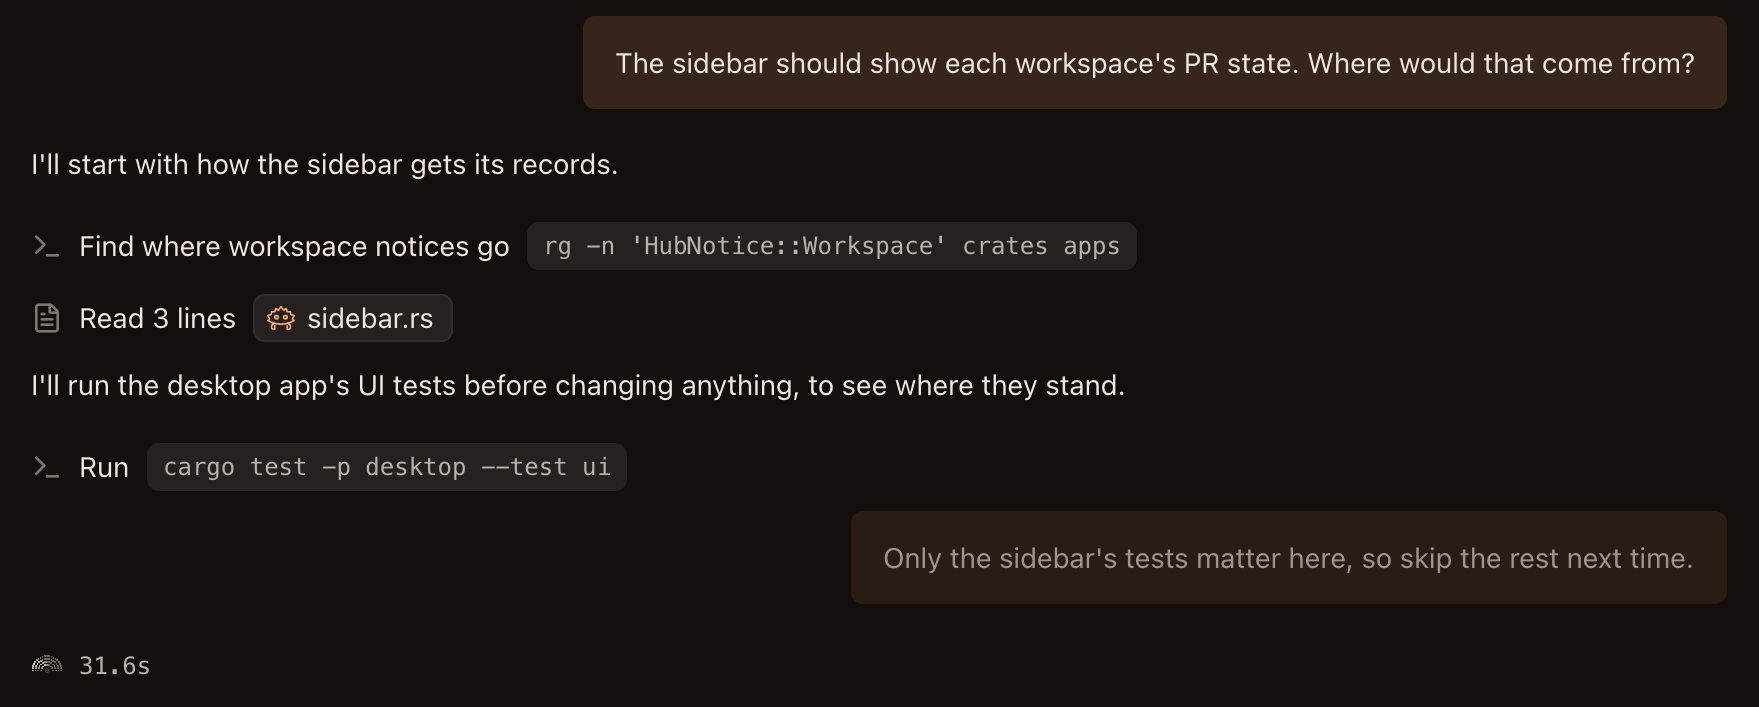 The sidebar should show each workspace's PR state. Where would that come from?
I'll start with how the sidebar gets its records.
Find where workspace notices go rg -n 'HubNotice::Workspace' crates apps
Read 3 lines sidebar.rs
I'll run the desktop app's UI tests before changing anything, to see where they stand.
Run cargo test -p desktop --test ui
Only the sidebar's tests matter here, so skip the rest next time.
31.6s